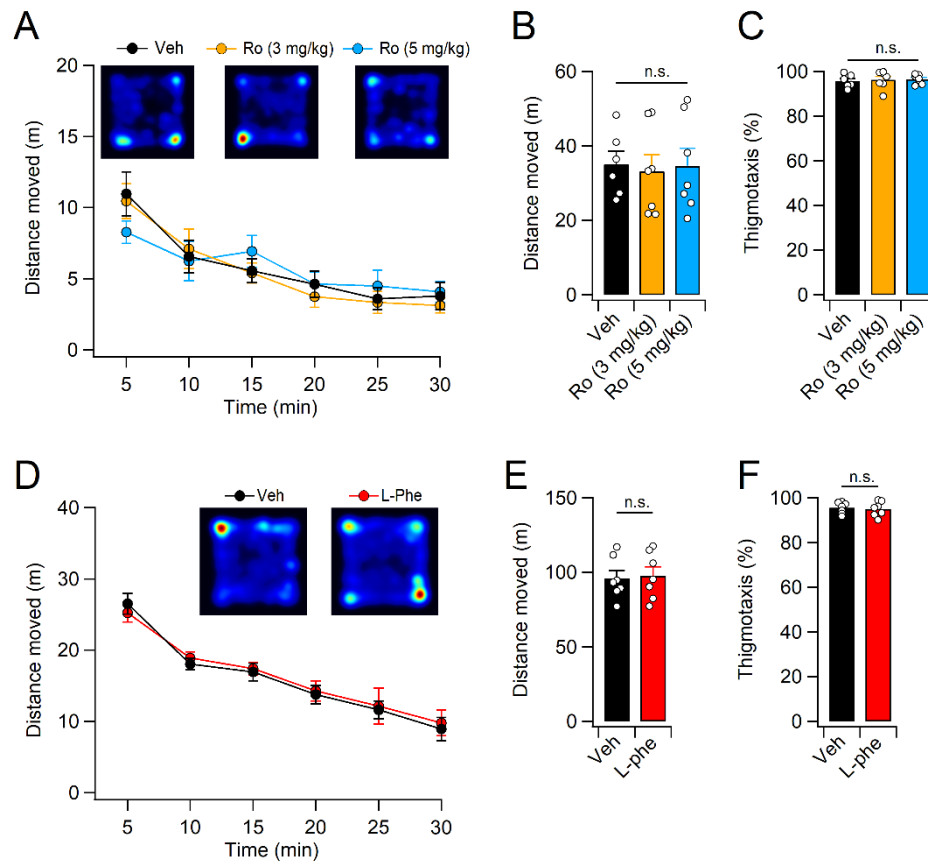 A
Veh
Ro (3 mg/kg)
Ro (5 mg/kg)
Distance moved (m)
20
15
10
5
0
5 10 15 20 25 30
Time (min)
B
n.s.
Distance moved (m)
60
40
20
0
Veh
Ro (3 mg/kg)
Ro (5 mg/kg)
C
n.s.
Thigmotaxis (%)
100
80
60
40
20
0
Veh
Ro (3 mg/kg)
Ro (5 mg/kg)
D
Veh
L-Phe
Distance moved (m)
40
30
20
10
0
5 10 15 20 25 30
Time (min)
E
n.s.
Distance moved (m)
150
100
50
0
Veh
L-phe
F
n.s.
Thigmotaxis (%)
100
80
60
40
20
0
Veh
L-phe